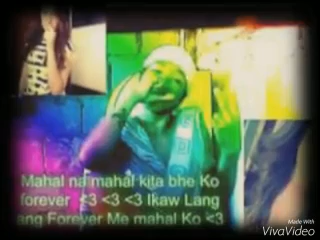 Mahal na mahal kita bhe Ko
forever <3 <3 <3 Ikaw Lang
ang Forever Me mahal Ko <3
Made With
VivaVideo